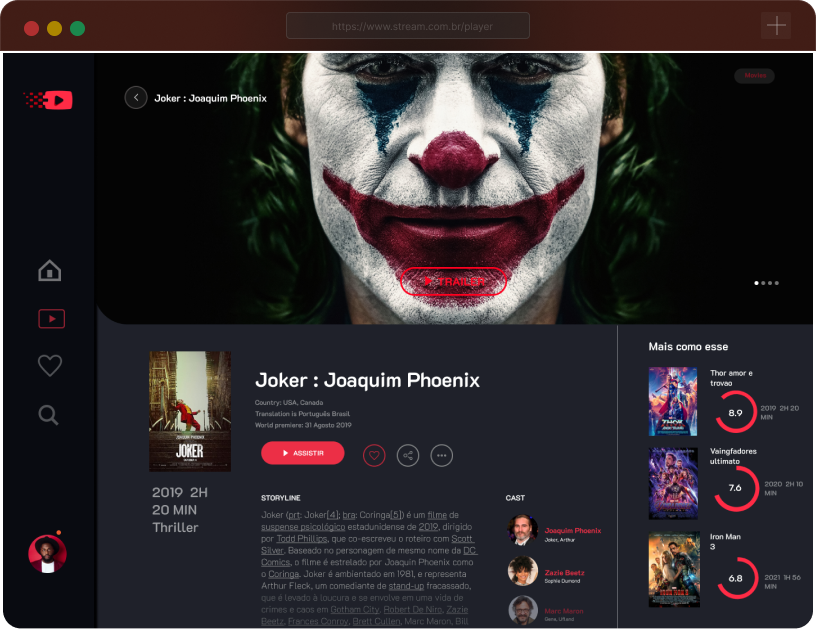 https://www.stream.com.br/player
Movies
Joker : Joaquim Phoenix
TRAILER
Mais como esse
Joker : Joaquim Phoenix
Country: USA, Canada
Translation is Português Brasil
World premiere: 31 Agosto 2019
ASSISTIR
JOAQUIN PHOENIX
JOKER
2019 2H
20 MIN
Thriller
STORYLINE
Joker (prt: Joker[4]; bra: Coringa[5]) é um filme de
suspense psicológico estadunidense de 2019, dirigido
por Todd Phillips, que co-escreveu o roteiro com Scott
Silver. Baseado no personagem de mesmo nome da DC
Comics, o filme é estrelado por Joaquin Phoenix como
o Coringa. Joker é ambientado em 1981, e representa
Arthur Fleck, um comediante de stand-up fracassado,
que é levado à loucura e se envolve em uma vida de
crimes e caos em Gotham City. Robert De Niro, Zazie
Beetz, Frances Conroy, Brett Cullen, Marc Maron, Bill
CAST
Joaquim Phoenix
Joker, Arthur
Zazie Beetz
Sophie Dumond
Marc Maron
Thor amor e
trovao
THOR
8.9
2019 2H 20
MIN
Vaingfadores
ultimato
7.6
2020 2H 10
MIN
Iron Man
3
6.8
2021 1H 56
MIN